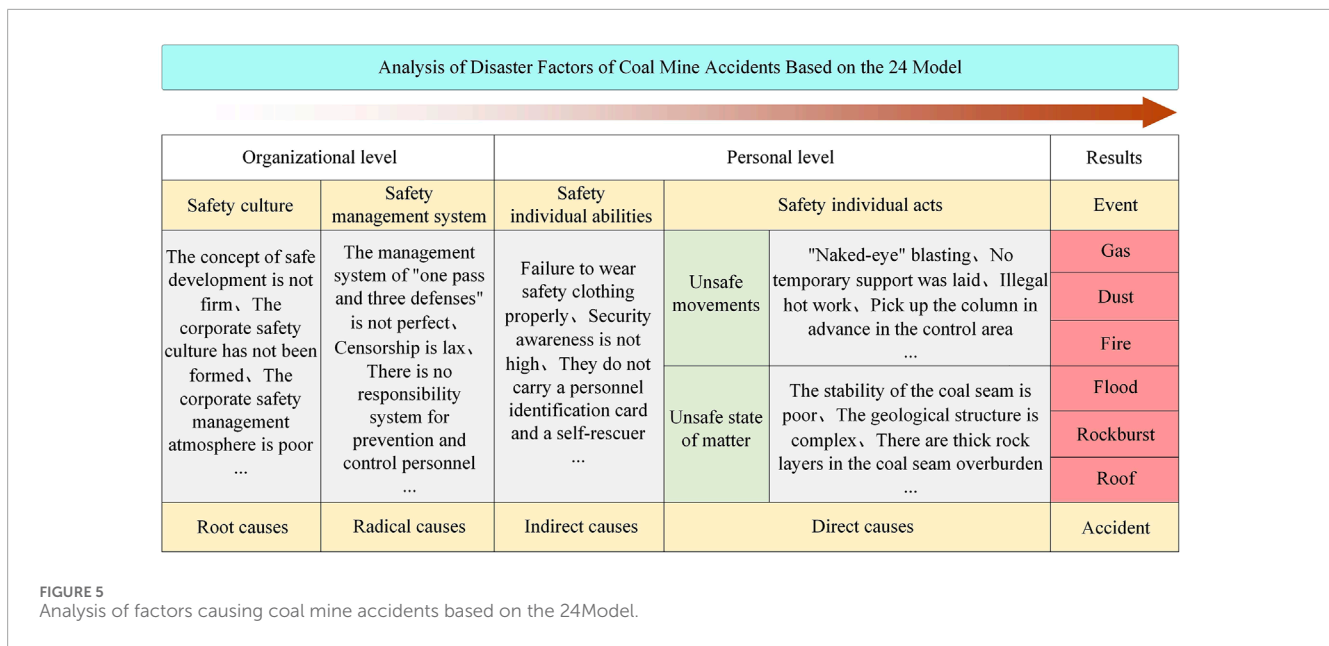 Analysis of Disaster Factors of Coal Mine Accidents Based on the 24 Model
Organizational level
Personal level
Results
Safety culture
Safety
management system
Safety
individual abilities
Safety individual acts
Event
The concept of safe
development is not
firm、The
corporate safety
culture has not been
formed、The
corporate safety
management
atmosphere is poor
...
The management
system of "one pass
and three defenses"
is not perfect、
Censorship is lax、
There is no
responsibility
system for
prevention and
control personnel
...
Failure to wear
safety clothing
properly、Security
awareness is not
high、They do not
carry a personnel
identification card
and a self-rescuer
...
Unsafe
movements
"Naked-eye" blasting、No
temporary support was laid、Illegal
hot work、Pick up the column in
advance in the control area
...
Unsafe state
of matter
The stability of the coal seam is
poor、The geological structure is
complex、There are thick rock
layers in the coal seam overburden
...
Gas
Dust
Fire
Flood
Rockburst
Roof
Root causes
Radical causes
Indirect causes
Direct causes
Accident
FIGURE 5
Analysis of factors causing coal mine accidents based on the 24Model.